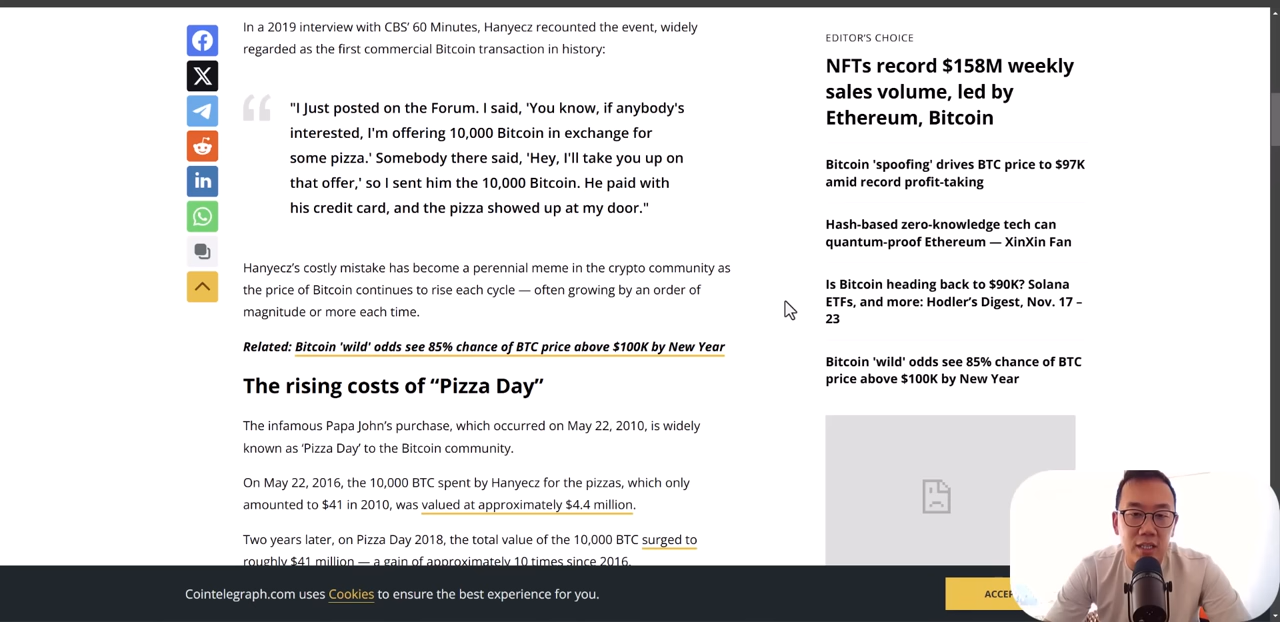 In a 2019 interview with CBS’ 60 Minutes, Hanyecz recounted the event, widely
regarded as the first commercial Bitcoin transaction in history:
"I Just posted on the Forum. I said, 'You know, if anybody's
interested, I'm offering 10,000 Bitcoin in exchange for
some pizza.' Somebody there said, 'Hey, I'll take you up on
that offer,' so I sent him the 10,000 Bitcoin. He paid with
his credit card, and the pizza showed up at my door."
Hanyecz’s costly mistake has become a perennial meme in the crypto community as
the price of Bitcoin continues to rise each cycle — often growing by an order of
magnitude or more each time.
Related: Bitcoin 'wild' odds see 85% chance of BTC price above $100K by New Year
The rising costs of “Pizza Day”
The infamous Papa John’s purchase, which occurred on May 22, 2010, is widely
known as ‘Pizza Day’ to the Bitcoin community.
On May 22, 2016, the 10,000 BTC spent by Hanyecz for the pizzas, which only
amounted to $41 in 2010, was valued at approximately $4.4 million.
Two years later, on Pizza Day 2018, the total value of the 10,000 BTC surged to
roughly $41 million — a gain of approximately 10 times since 2016.
EDITOR’S CHOICE
NFTs record $158M weekly
sales volume, led by
Ethereum, Bitcoin
Bitcoin 'spoofing' drives BTC price to $97K
amid record profit-taking
Hash-based zero-knowledge tech can
quantum-proof Ethereum — XinXin Fan
Is Bitcoin heading back to $90K? Solana
ETFs, and more: Hodler’s Digest, Nov. 17 –
23
Bitcoin 'wild' odds see 85% chance of BTC
price above $100K by New Year
Cointelegraph.com uses Cookies to ensure the best experience for you.